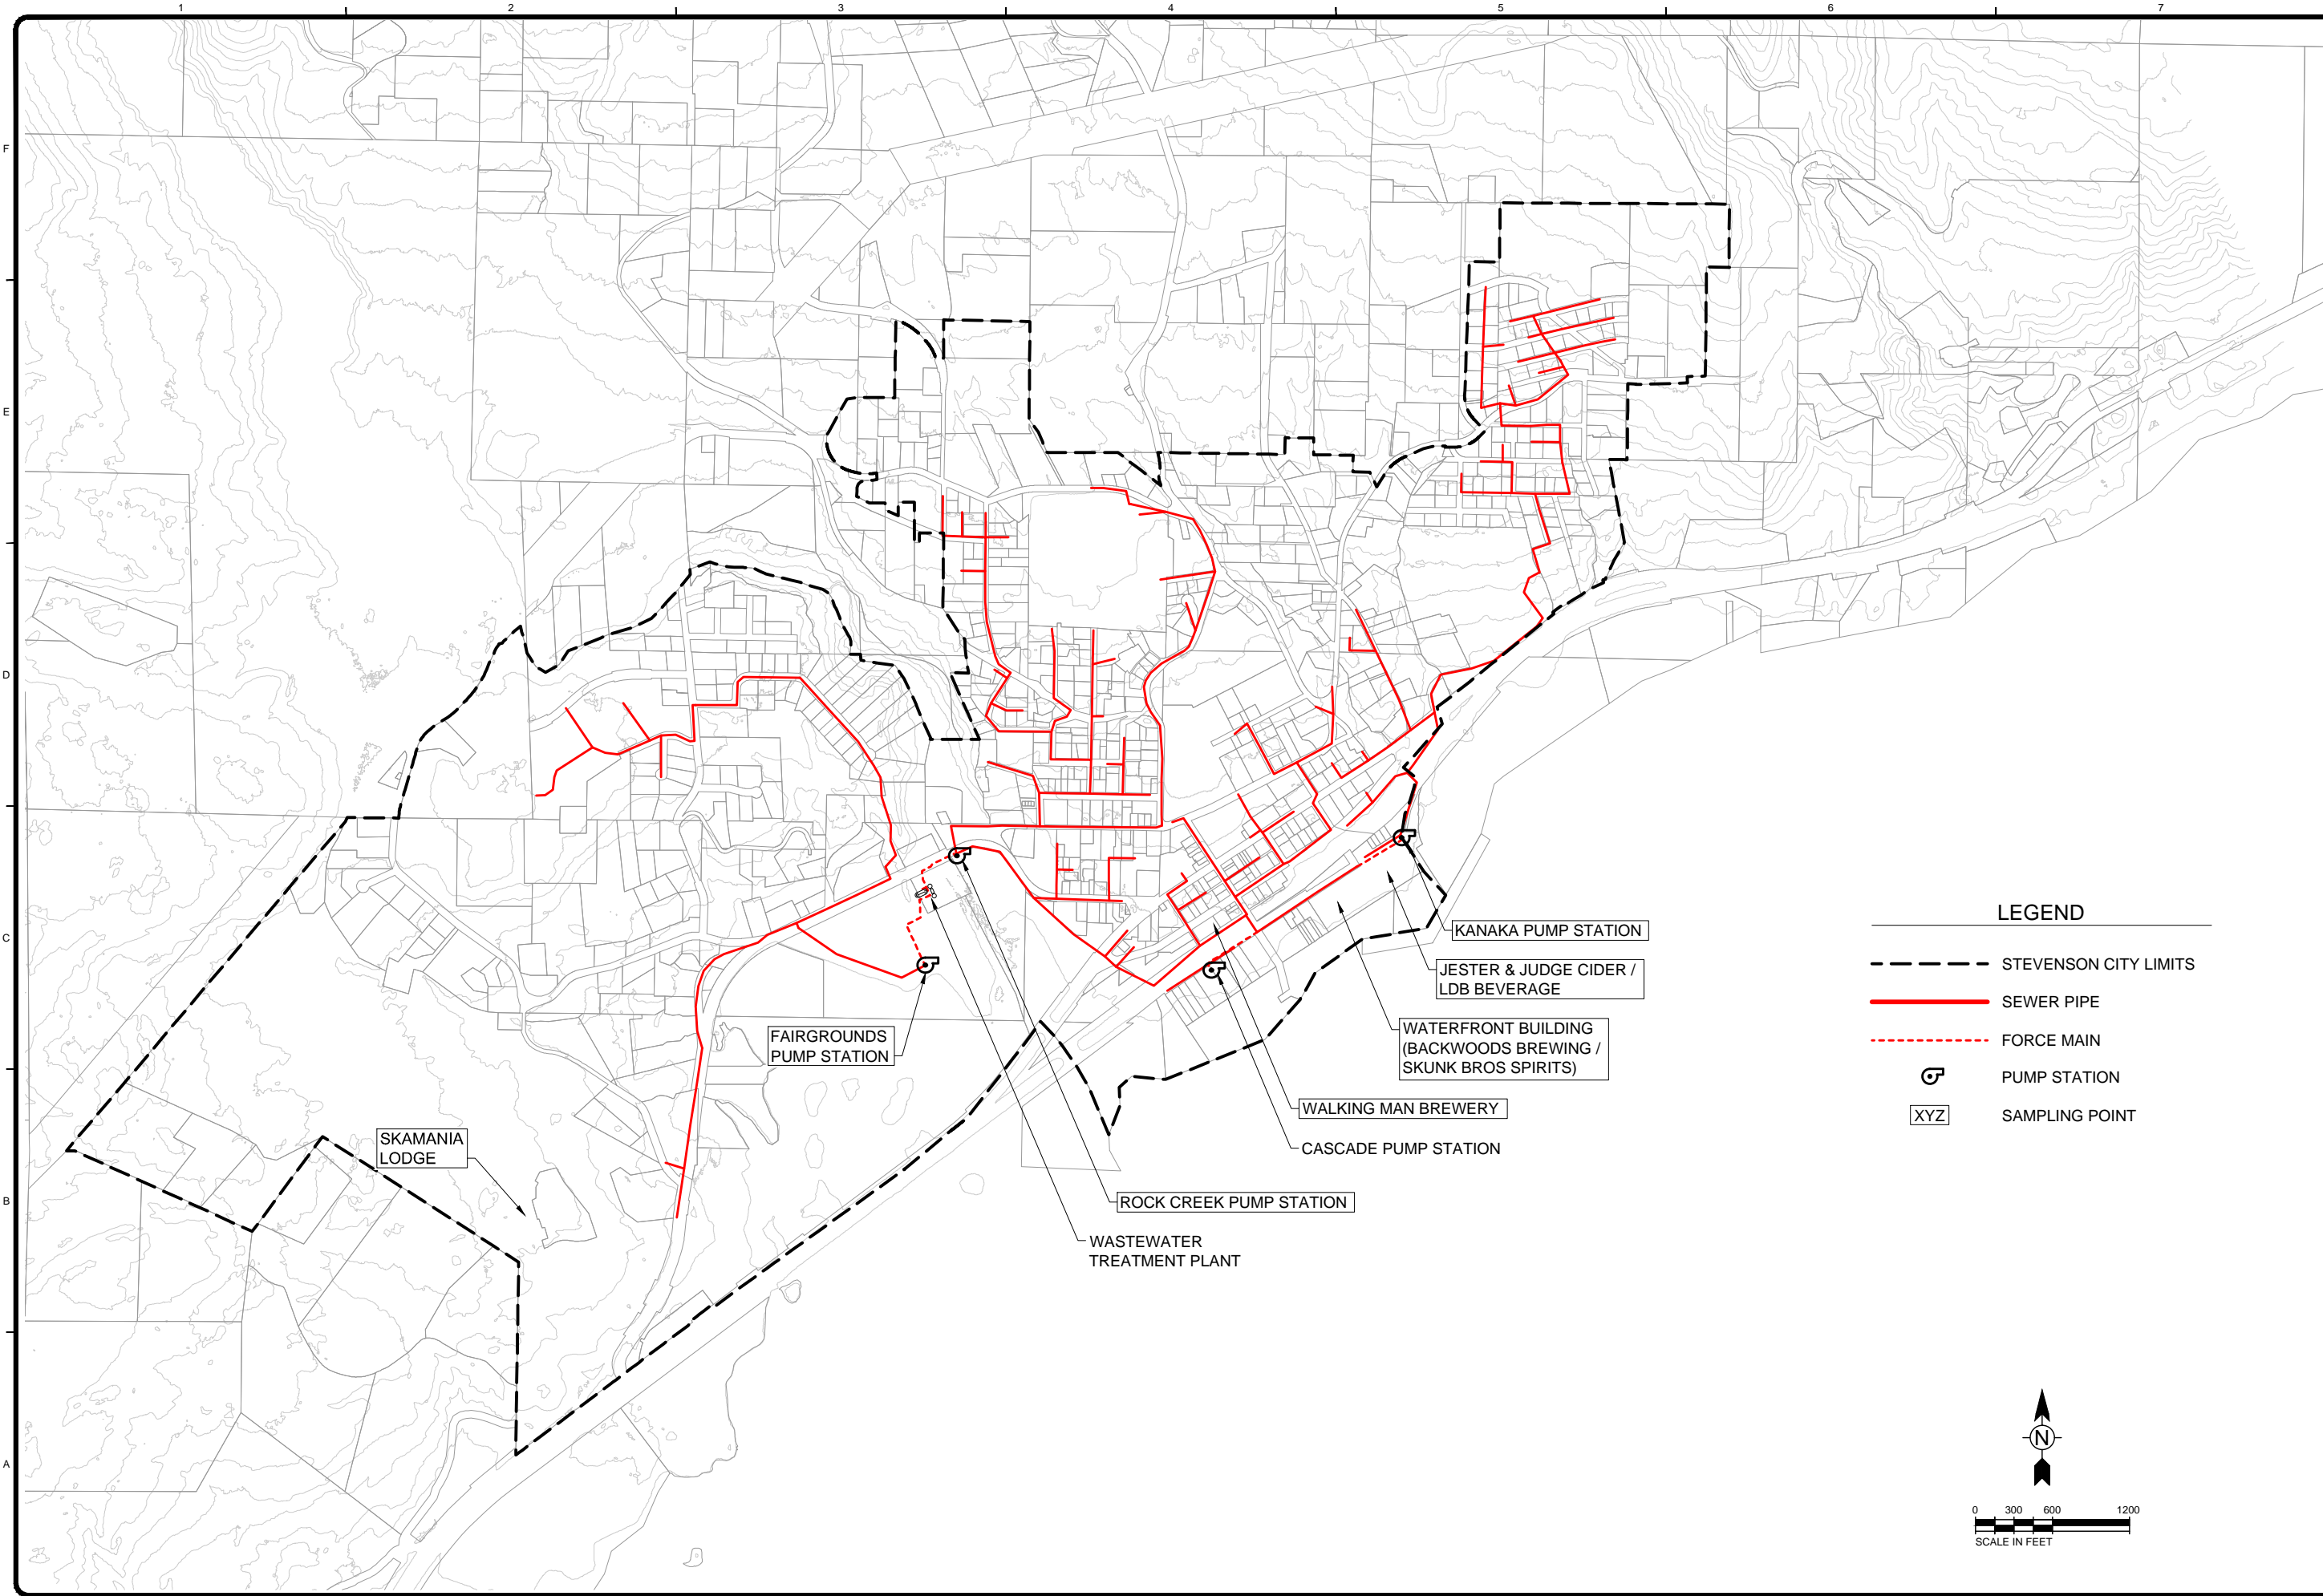 1 2 3 4 5 6 7
F
E
D
C
B
A
KANAKA PUMP STATION
JESTER & JUDGE CIDER /
LDB BEVERAGE
WATERFRONT BUILDING
(BACKWOODS BREWING /
SKUNK BROS SPIRITS)
FAIRGROUNDS
PUMP STATION
WALKING MAN BREWERY
CASCADE PUMP STATION
SKAMANIA
LODGE
ROCK CREEK PUMP STATION
WASTEWATER
TREATMENT PLANT
LEGEND
STEVENSON CITY LIMITS
SEWER PIPE
FORCE MAIN
PUMP STATION
XYZ SAMPLING POINT
N
0 300 600 1200
SCALE IN FEET